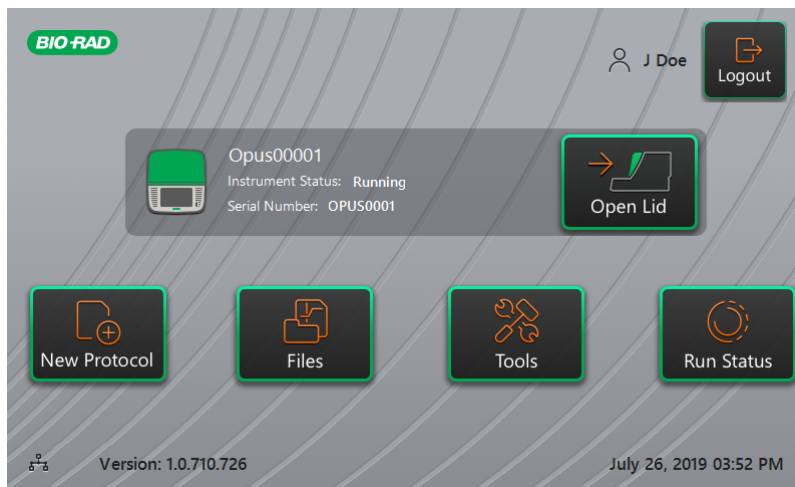 BIO-RAD
J Doe
Logout
Opus00001
Instrument Status: Running
Serial Number: OPUS0001
Open Lid
New Protocol
Files
Tools
Run Status
Version: 1.0.710.726
July 26, 2019 03:52 PM